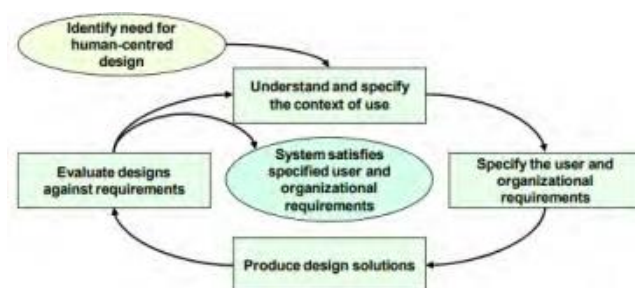 Identify need for
human-centred
design
Understand and specify
the context of use
Evaluate designs
against requirements
System satisfies
specified user and
organizational
requirements
Specify the user and
organizational
requirements
Produce design solutions